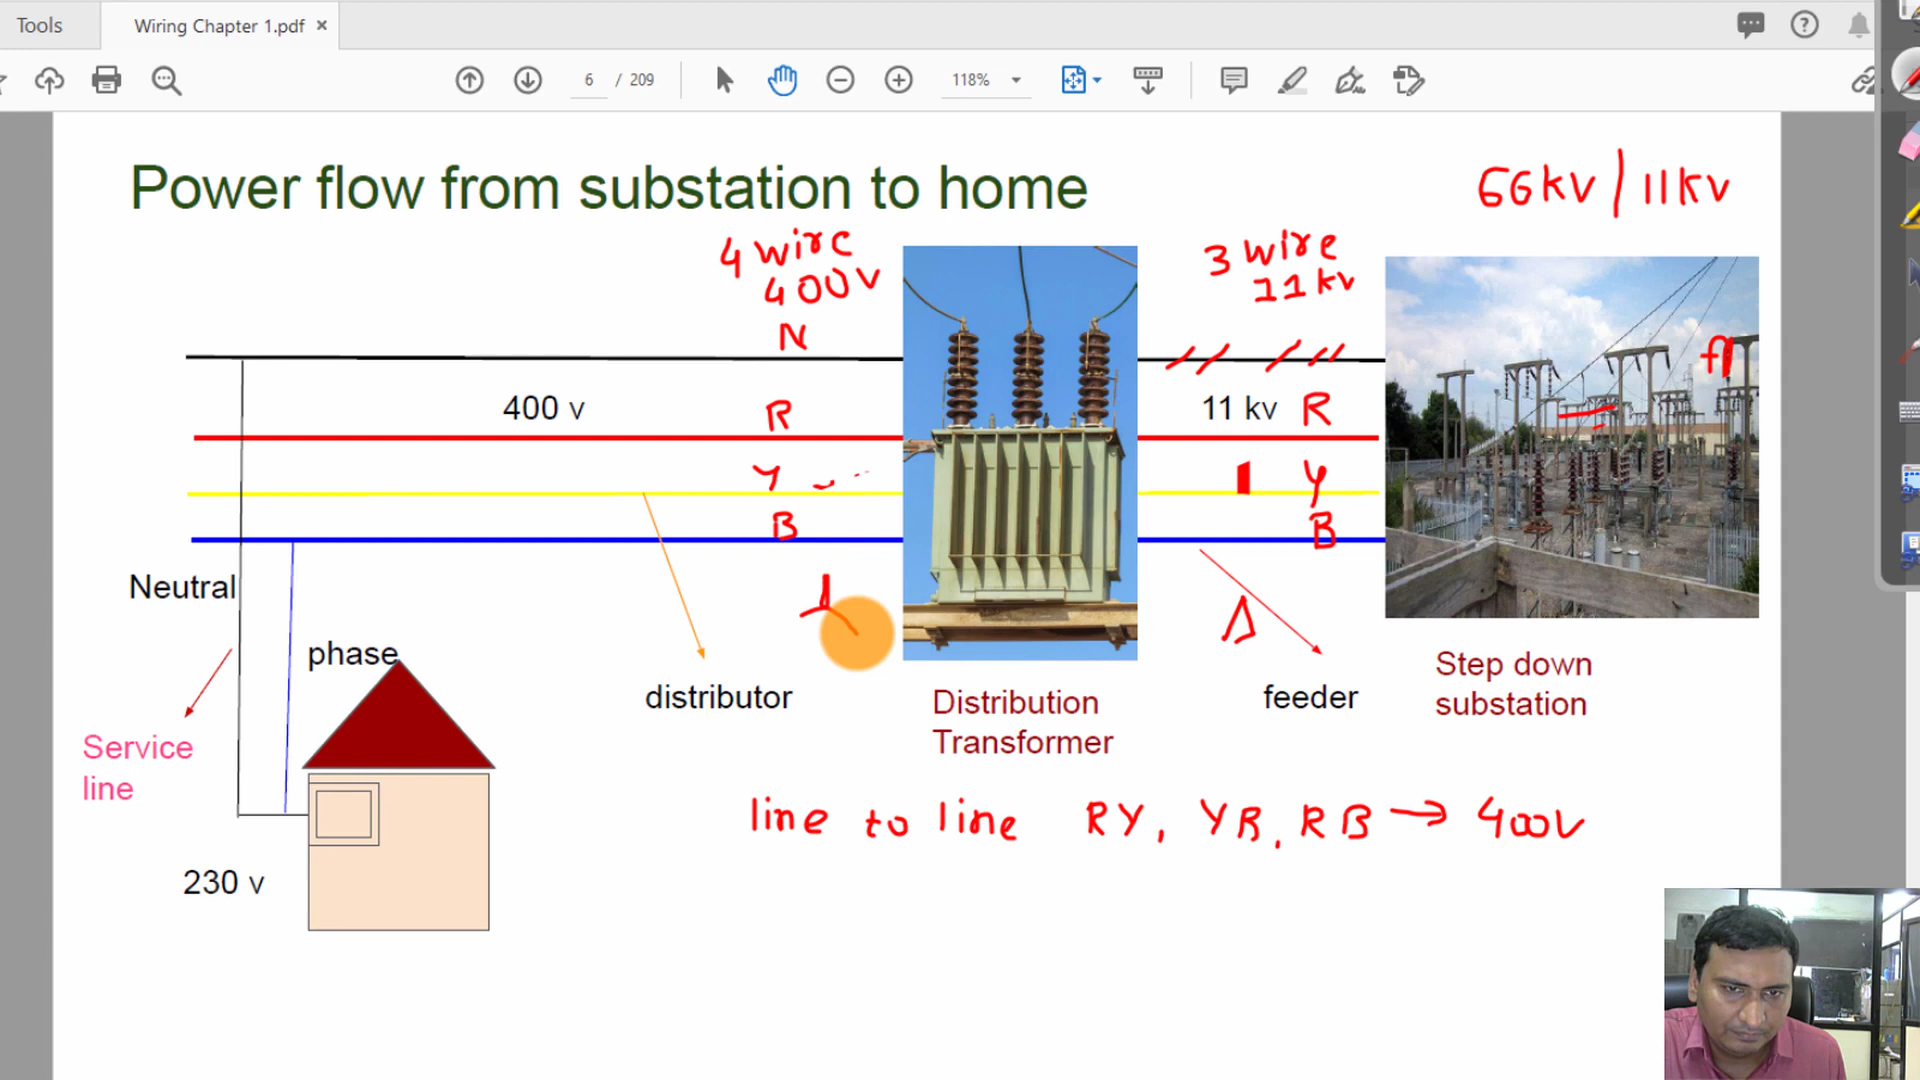 Tools
Wiring Chapter 1.pdf
6 / 209
118%
Power flow from substation to home
66kv / 11kv
4 wire
400v
3 wire
11kv
N
400 v
R
11 kv
R
Y
Y
B
B
Neutral
phase
Service
line
230 v
distributor
Distribution
Transformer
feeder
Step down
substation
line to line RY, YB, RB → 400v